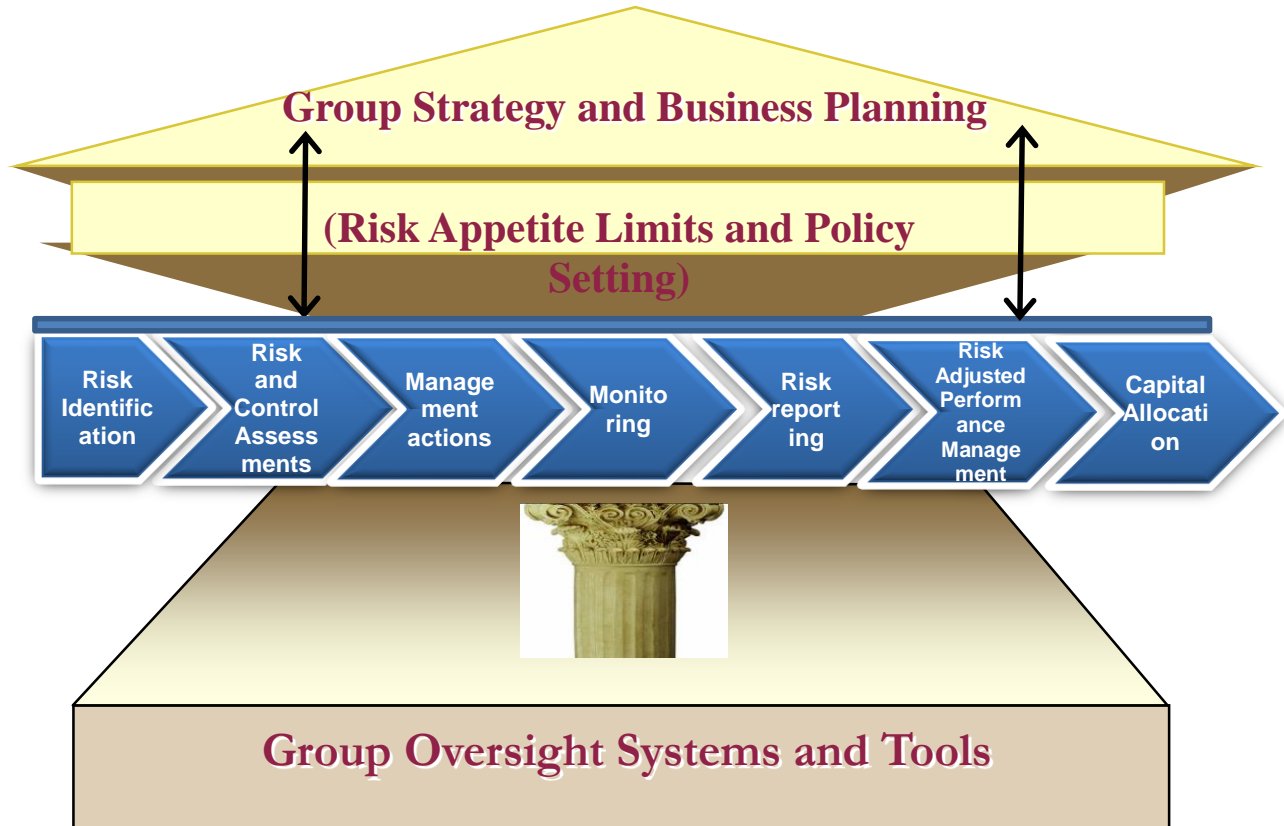 Group Strategy and Business Planning
(Risk Appetite Limits and Policy
Setting)
Risk
Identific
ation
Risk
and
Control
Assess
ments
Manage
ment
actions
Monito
ring
Risk
report
ing
Risk
Adjusted
Perform
ance
Manage
ment
Capital
Allocati
on
Group Oversight Systems and Tools